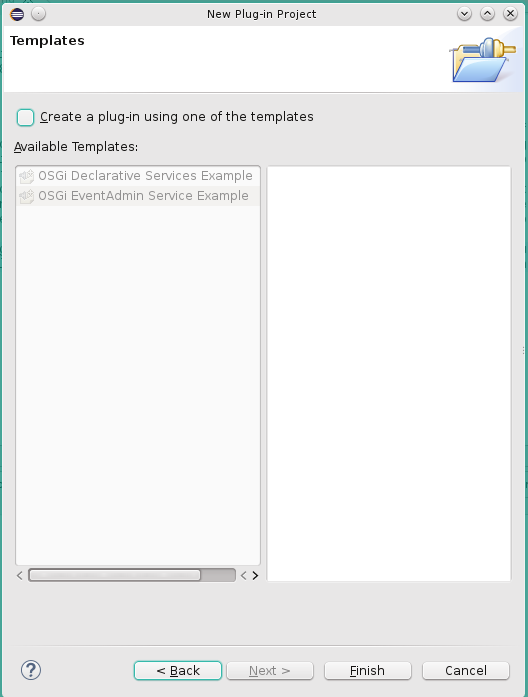 New Plug-in Project
Templates
Create a plug-in using one of the templates
Available Templates:
OSGi Declarative Services Example
OSGi EventAdmin Service Example
< Back
Next >
Finish
Cancel